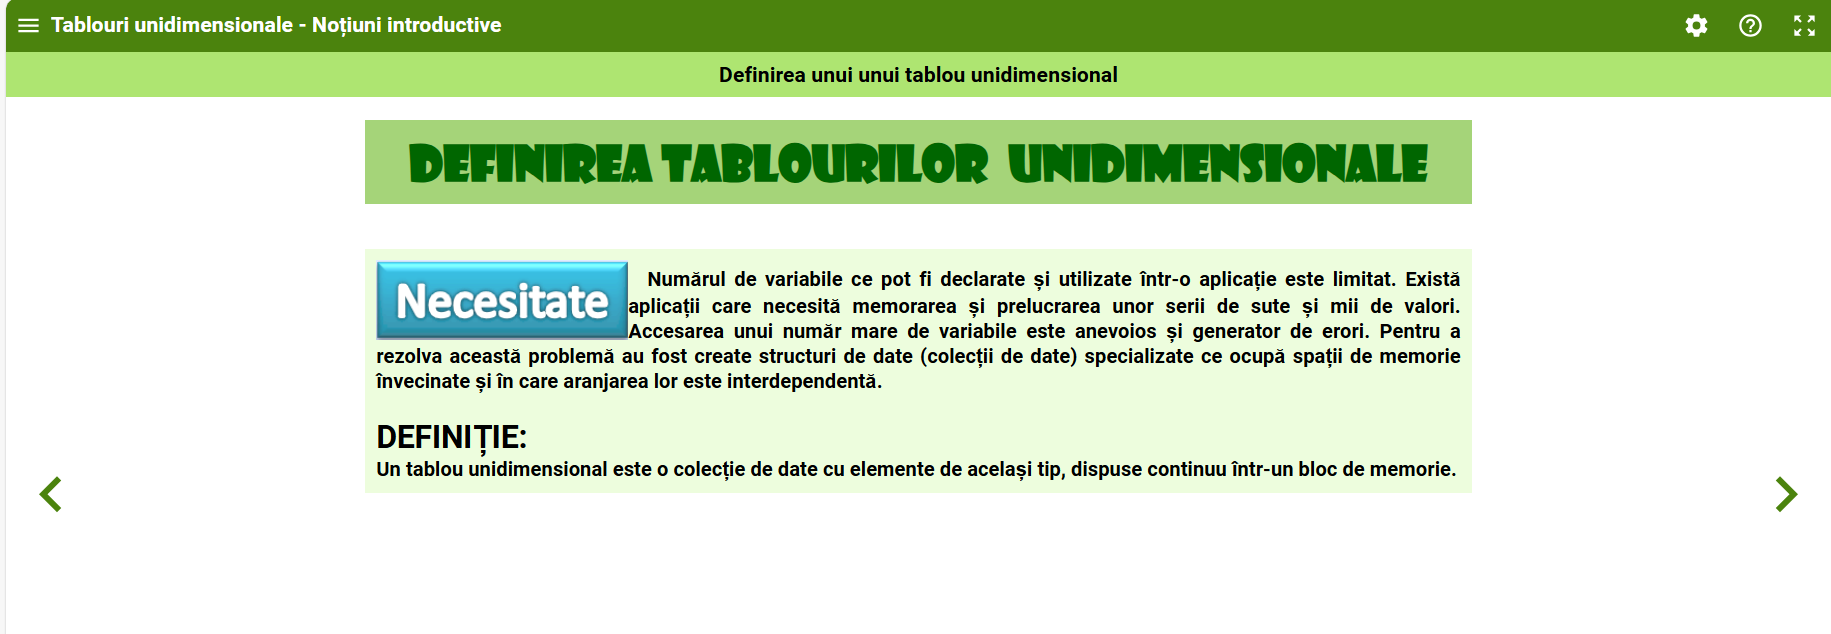 Tablouri unidimensionale - Noțiuni introductive
Definirea unui unui tablou unidimensional
DEFINIREA TABLOURILOR UNIDIMENSIONALE
Necesitate
Numărul de variabile ce pot fi declarate și utilizate într-o aplicație este limitat. Există
aplicații care necesită memorarea și prelucrarea unor serii de sute și mii de valori.
Accesarea unui număr mare de variabile este anevoios și generator de erori. Pentru a
rezolva această problemă au fost create structuri de date (colecții de date) specializate ce ocupă spații de memorie
învecinate și în care aranjarea lor este interdependentă.
DEFINIȚIE:
Un tablou unidimensional este o colecție de date cu elemente de același tip, dispuse continuu într-un bloc de memorie.